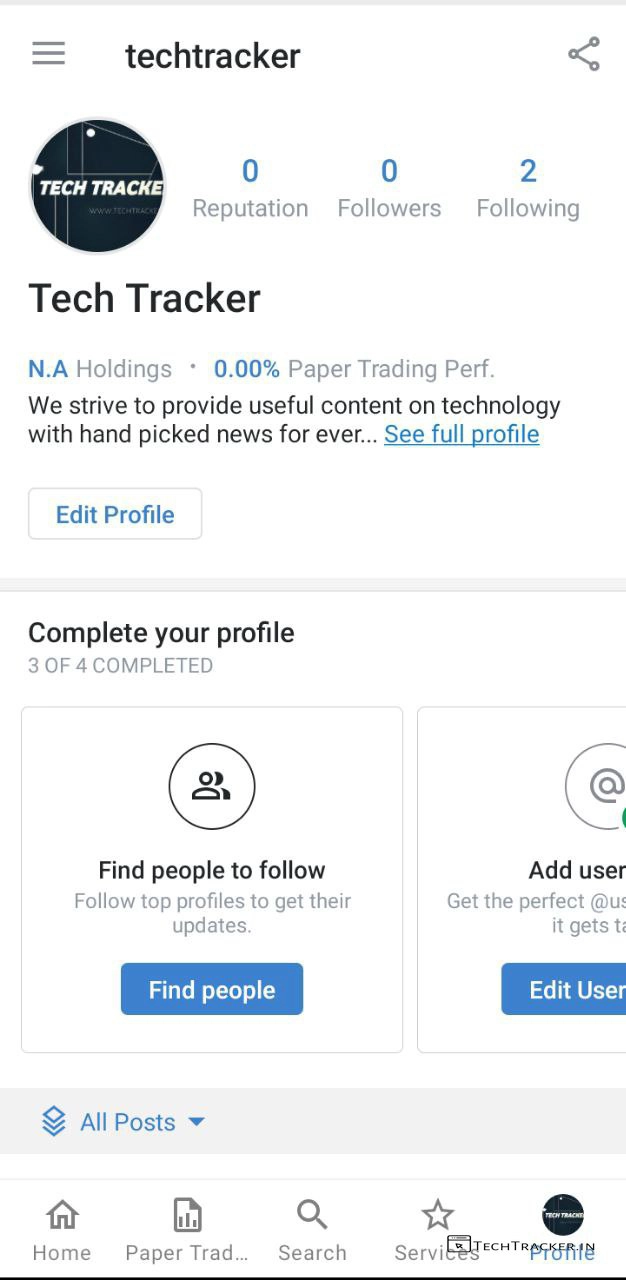 techtracker
TECH TRACKE
WWW.TECHTRACK
0 0 2
Reputation Followers Following
Tech Tracker
N.A Holdings • 0.00% Paper Trading Perf.
We strive to provide useful content on technology
with hand picked news for ever... See full profile
Edit Profile
Complete your profile
3 OF 4 COMPLETED
Find people to follow
Follow top profiles to get their
updates.
Find people
Add user
Get the perfect @us
it gets ta
Edit User
All Posts
TECH TRACKE
Home Paper Trad... Search Services Profile
TECHTRACKER.IN